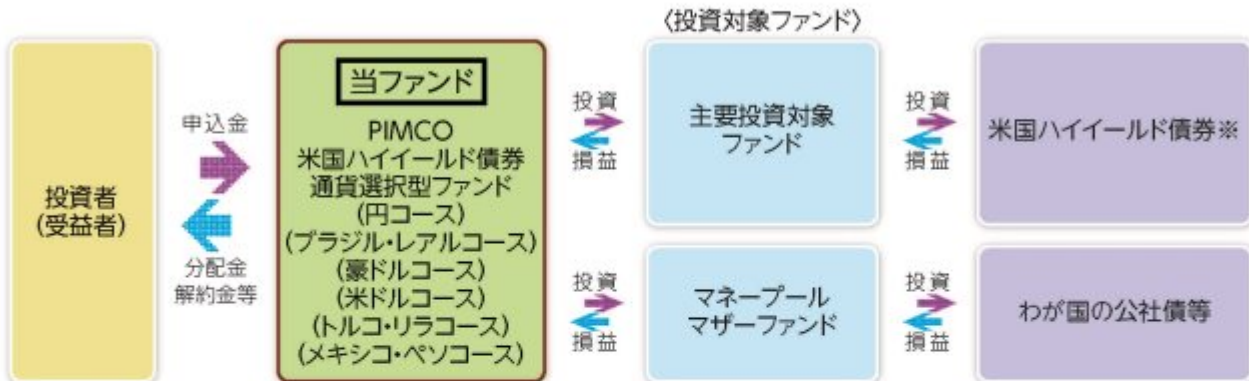 〈投資対象ファンド〉
投資者
(受益者)
申込金
分配金
解約金等
当ファンド
PIMCO
米国ハイイールド債券
通貨選択型ファンド
(円コース)
(ブラジル・レアルコース)
(豪ドルコース)
(米ドルコース)
(トルコ・リラコース)
(メキシコ・ペソコース)
投資
損益
主要投資対象
ファンド
投資
損益
米国ハイイールド債券※
投資
損益
マネープール
マザーファンド
投資
損益
わが国の公社債等